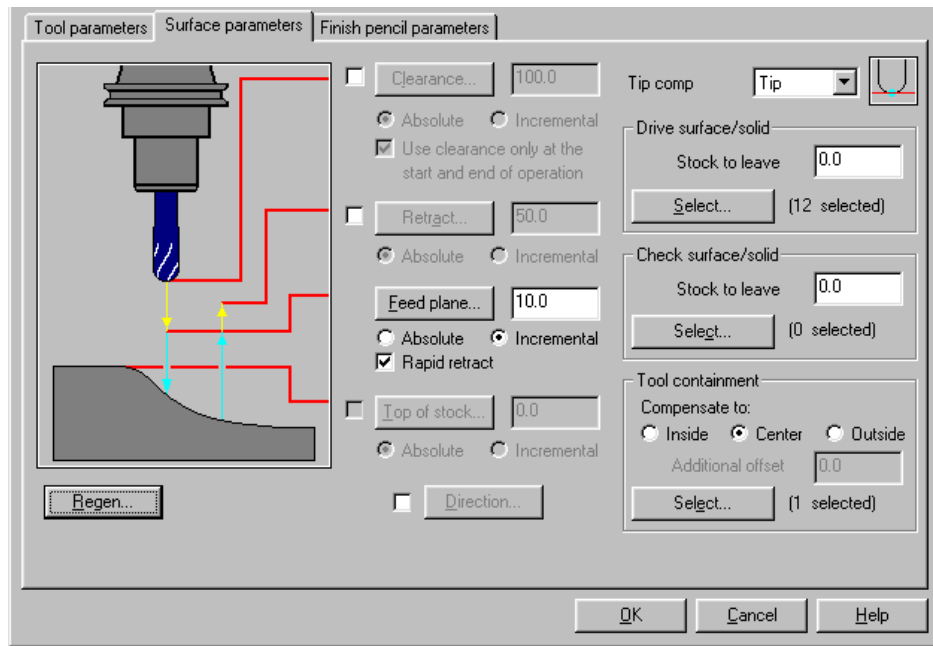 Tool parameters
Surface parameters
Finish pencil parameters
Clearance...
100.0
Absolute
Incremental
Use clearance only at the
start and end of operation
Retract...
50.0
Absolute
Incremental
Feed plane...
10.0
Absolute
Incremental
Rapid retract
Top of stock...
0.0
Absolute
Incremental
Regen...
Direction...
Tip comp
Tip
Drive surface/solid
Stock to leave
0.0
Select...
(12 selected)
Check surface/solid
Stock to leave
0.0
Select...
(0 selected)
Tool containment
Compensate to:
Inside
Center
Outside
Additional offset
0.0
Select...
(1 selected)
OK
Cancel
Help